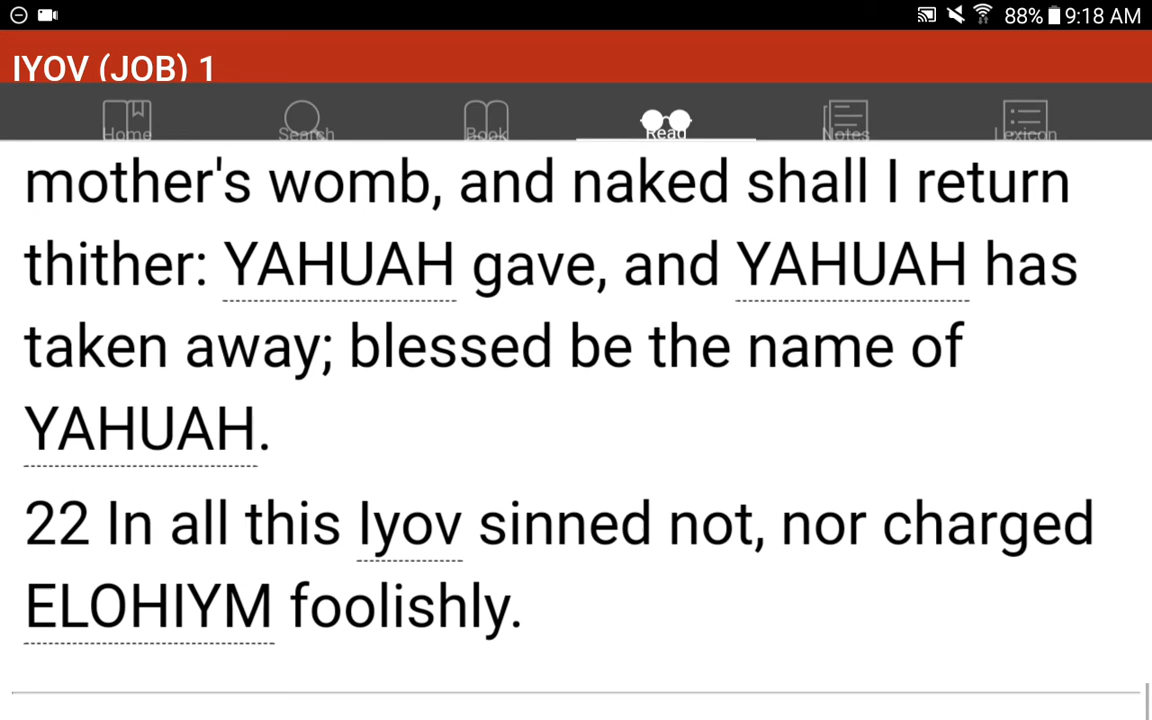 88% 9:18 AM
IYOV (JOB) 1
Home Search Book Read Notes Lexicon
mother's womb, and naked shall I return
thither: YAHUAH gave, and YAHUAH has
taken away; blessed be the name of
YAHUAH.
22 In all this Iyov sinned not, nor charged
ELOHIYM foolishly.